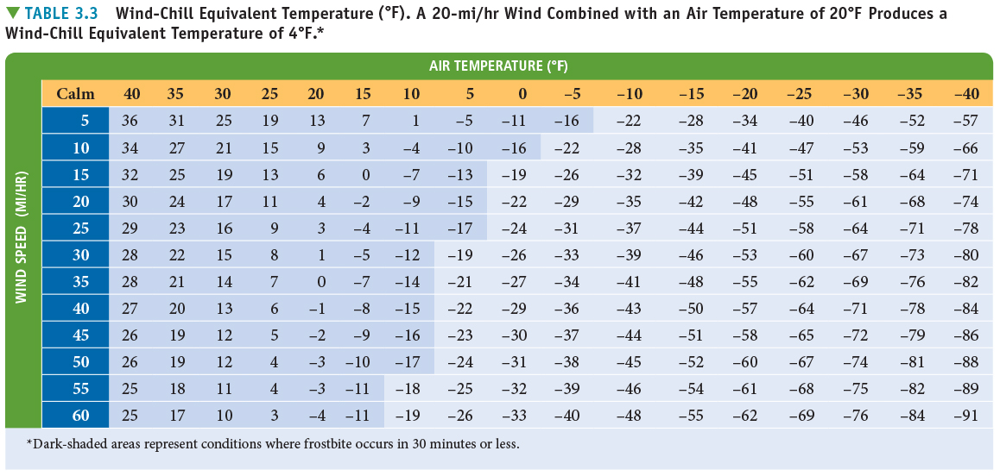 ▼ TABLE 3.3 Wind-Chill Equivalent Temperature (°F). A 20-mi/hr Wind Combined with an Air Temperature of 20°F Produces a
Wind-Chill Equivalent Temperature of 4°F.*
AIR TEMPERATURE (°F)
Calm 40 35 30 25 20 15 10 5 0 –5 –10 –15 –20 –25 –30 –35 –40
WIND SPEED (MI/HR)
5 36 31 25 19 13 7 1 –5 –11 –16 –22 –28 –34 –40 –46 –52 –57
10 34 27 21 15 9 3 –4 –10 –16 –22 –28 –35 –41 –47 –53 –59 –66
15 32 25 19 13 6 0 –7 –13 –19 –26 –32 –39 –45 –51 –58 –64 –71
20 30 24 17 11 4 –2 –9 –15 –22 –29 –35 –42 –48 –55 –61 –68 –74
25 29 23 16 9 3 –4 –11 –17 –24 –31 –37 –44 –51 –58 –64 –71 –78
30 28 22 15 8 1 –5 –12 –19 –26 –33 –39 –46 –53 –60 –67 –73 –80
35 28 21 14 7 0 –7 –14 –21 –27 –34 –41 –48 –55 –62 –69 –76 –82
40 27 20 13 6 –1 –8 –15 –22 –29 –36 –43 –50 –57 –64 –71 –78 –84
45 26 19 12 5 –2 –9 –16 –23 –30 –37 –44 –51 –58 –65 –72 –79 –86
50 26 19 12 4 –3 –10 –17 –24 –31 –38 –45 –52 –60 –67 –74 –81 –88
55 25 18 11 4 –3 –11 –18 –25 –32 –39 –46 –54 –61 –68 –75 –82 –89
60 25 17 10 3 –4 –11 –19 –26 –33 –40 –48 –55 –62 –69 –76 –84 –91
*Dark-shaded areas represent conditions where frostbite occurs in 30 minutes or less.